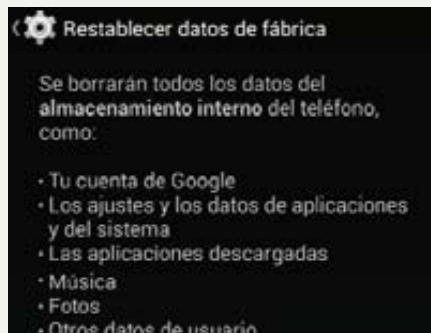 Restablecer datos de fábrica
Se borrarán todos los datos del
almacenamiento interno del teléfono,
como:
• Tu cuenta de Google
• Los ajustes y los datos de aplicaciones
y del sistema
• Las aplicaciones descargadas
• Música
• Fotos
• Otros datos de usuario